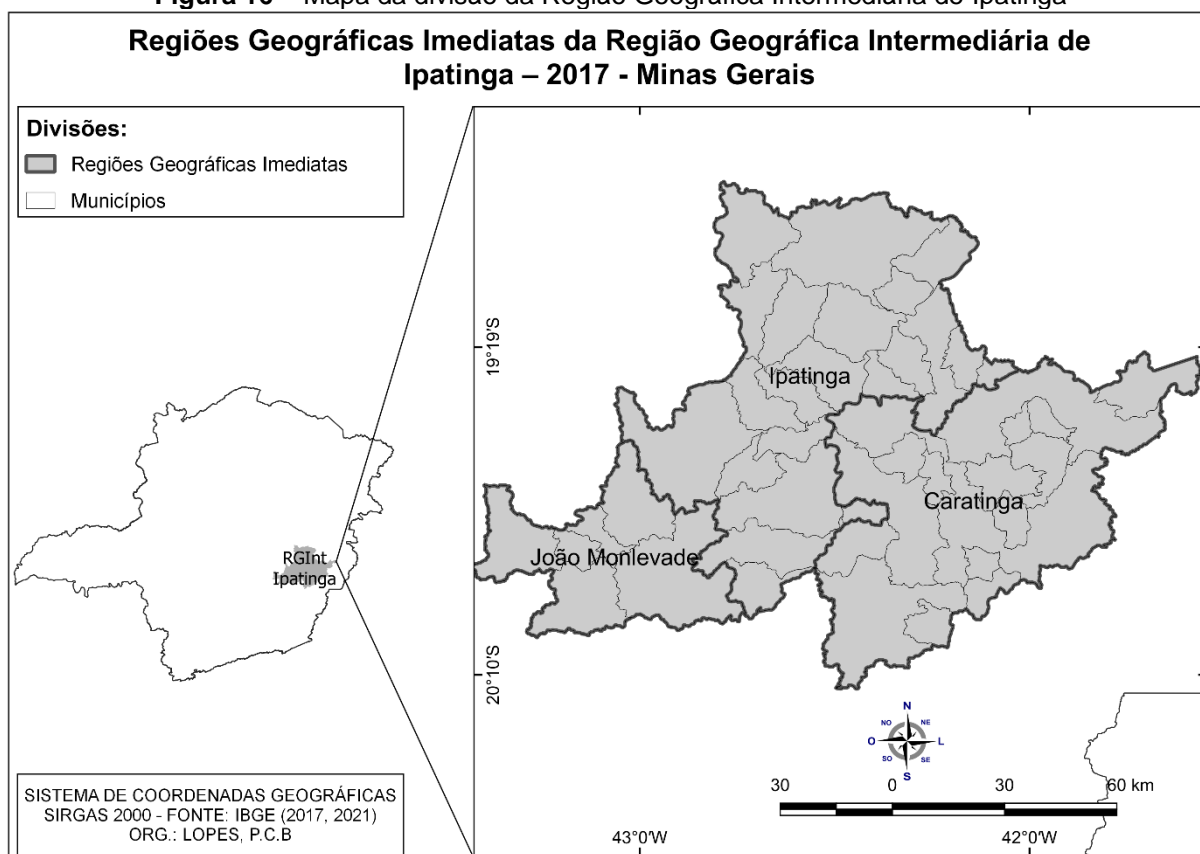 Figura 16 – Mapa da divisão da Região Geográfica Intermediária de Ipatinga
Regiões Geográficas Imediatas da Região Geográfica Intermediária de
Ipatinga – 2017 - Minas Gerais
Divisões:
Regiões Geográficas Imediatas
Municípios
RGInt
Ipatinga
19°19'S
20°10'S
Ipatinga
Caratinga
João Monlevade
N
NO
NE
O
L
SO
SE
S
30
0
30
60 km
43°0'W
42°0'W
SISTEMA DE COORDENADAS GEOGRÁFICAS
SIRGAS 2000 - FONTE: IBGE (2017, 2021)
ORG.: LOPES, P.C.B